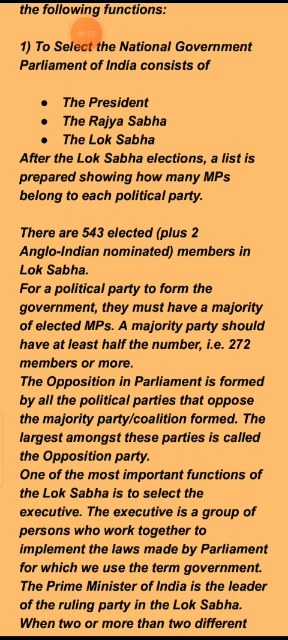 the following functions:
1) To Select the National Government
Parliament of India consists of
• The President
• The Rajya Sabha
• The Lok Sabha
After the Lok Sabha elections, a list is
prepared showing how many MPs
belong to each political party.
There are 543 elected (plus 2
Anglo-Indian nominated) members in
Lok Sabha.
For a political party to form the
government, they must have a majority
of elected MPs. A majority party should
have at least half the number, i.e. 272
members or more.
The Opposition in Parliament is formed
by all the political parties that oppose
the majority party/coalition formed. The
largest amongst these parties is called
the Opposition party.
One of the most important functions of
the Lok Sabha is to select the
executive. The executive is a group of
persons who work together to
implement the laws made by Parliament
for which we use the term government.
The Prime Minister of India is the leader
of the ruling party in the Lok Sabha.
When two or more than two different